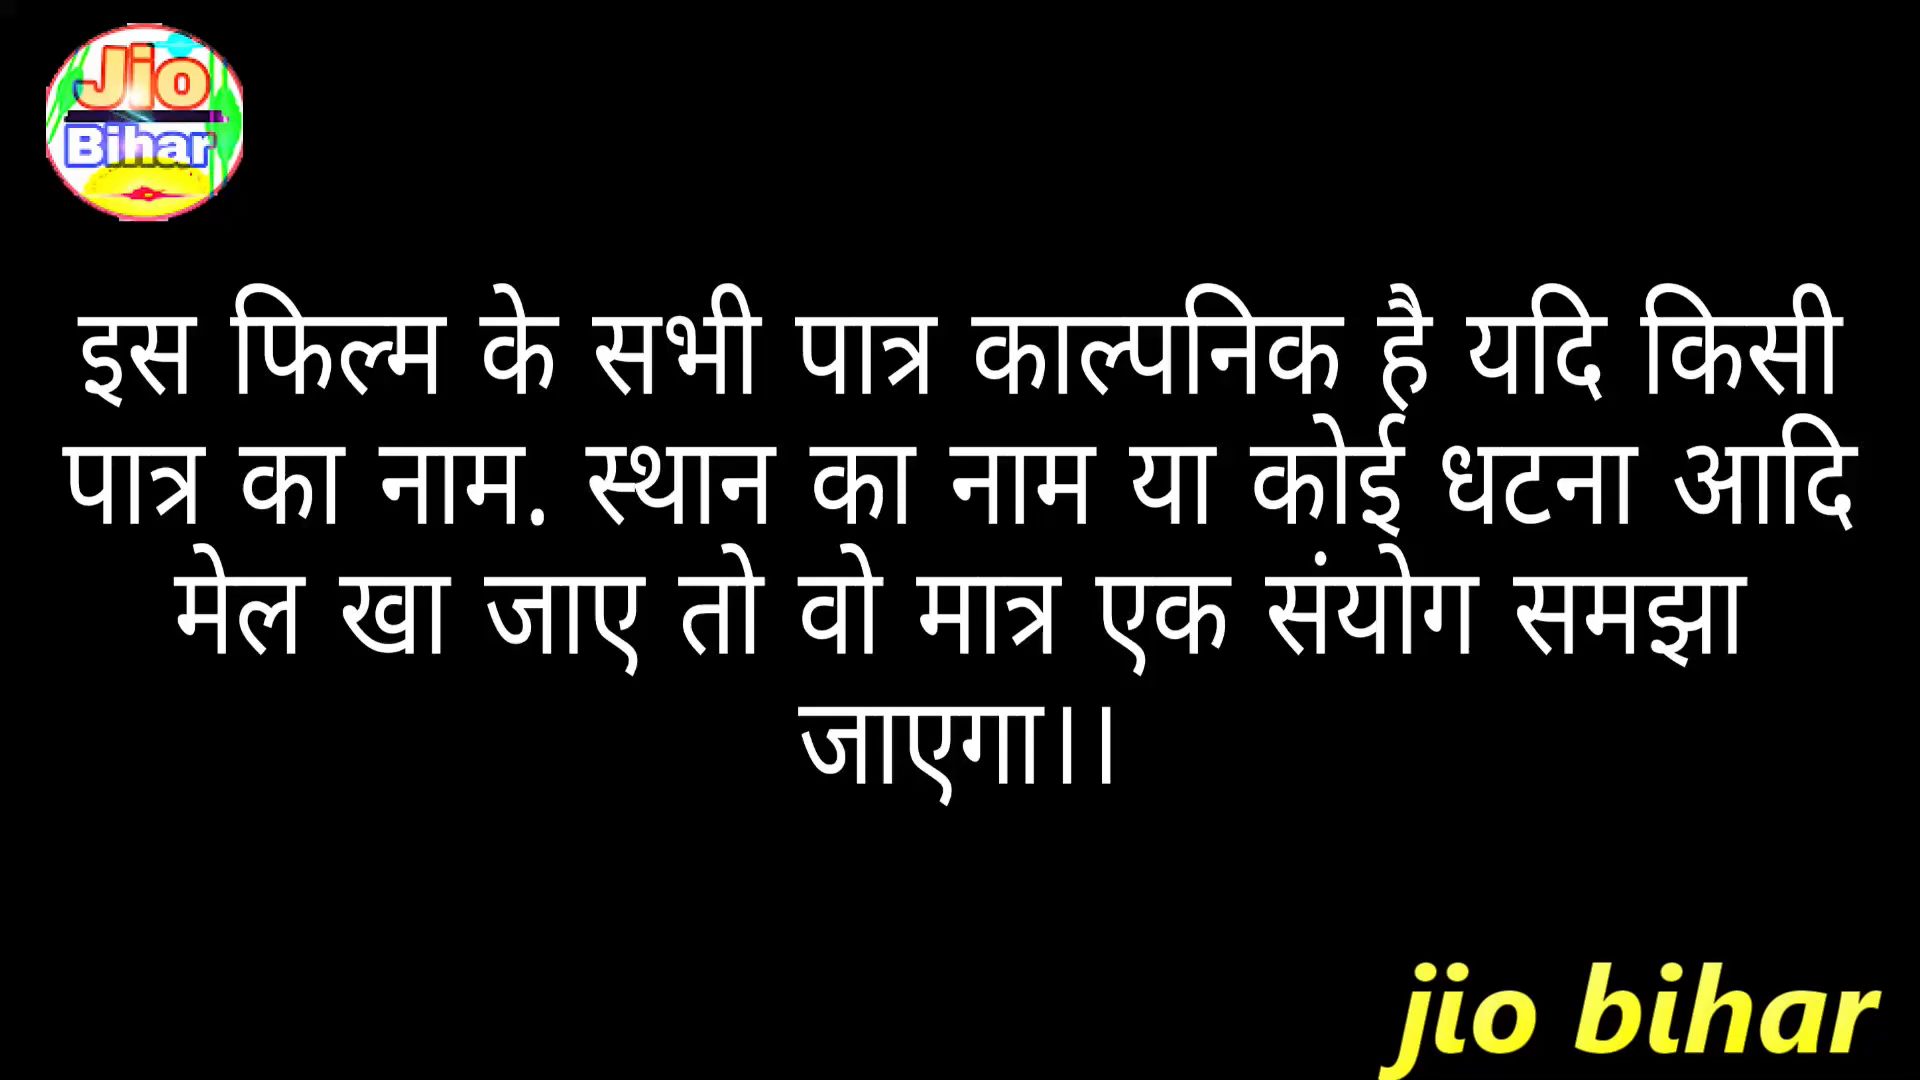 Jio
Bihar
इस फिल्म के सभी पात्र काल्पनिक है यदि किसी
पात्र का नाम. स्थान का नाम या कोई धटना आदि
मेल खा जाए तो वो मात्र एक संयोग समझा
जाएगा।।
jio bihar